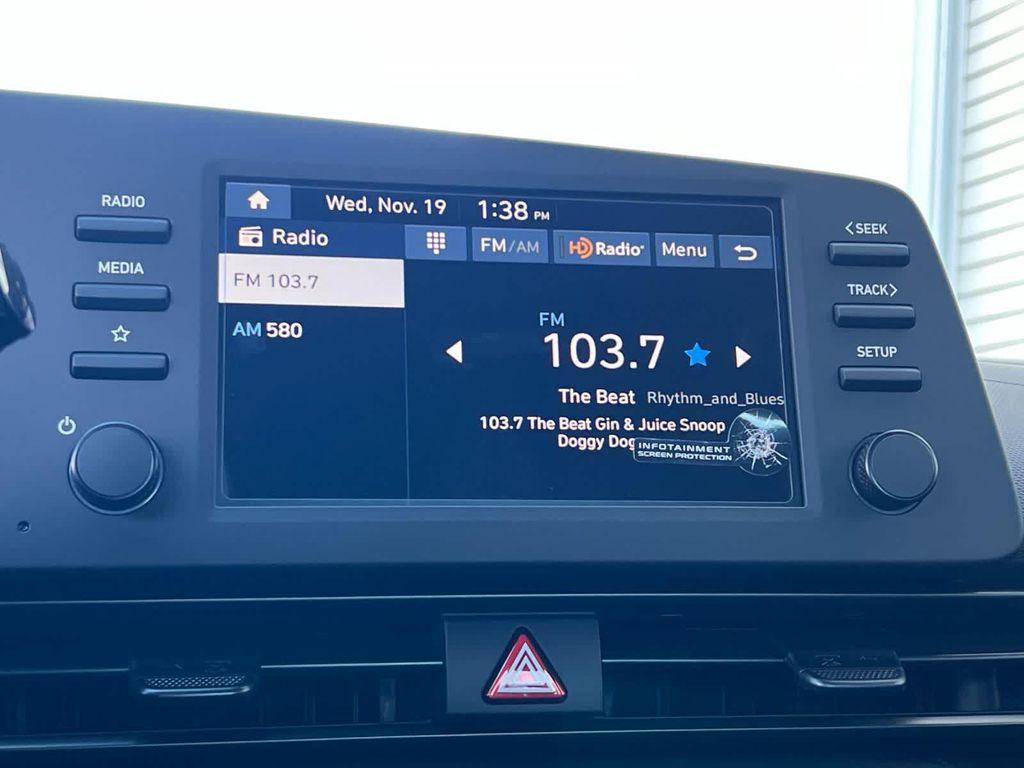 RADIO
MEDIA
Wed, Nov. 19 1:38 PM
Radio FM/AM HD Radio Menu
FM 103.7
AM 580
FM
103.7
The Beat Rhythm_and_Blues
103.7 The Beat Gin & Juice Snoop
Doggy Dog
INFOTAINMENT
SCREEN PROTECTION
<SEEK
TRACK>
SETUP